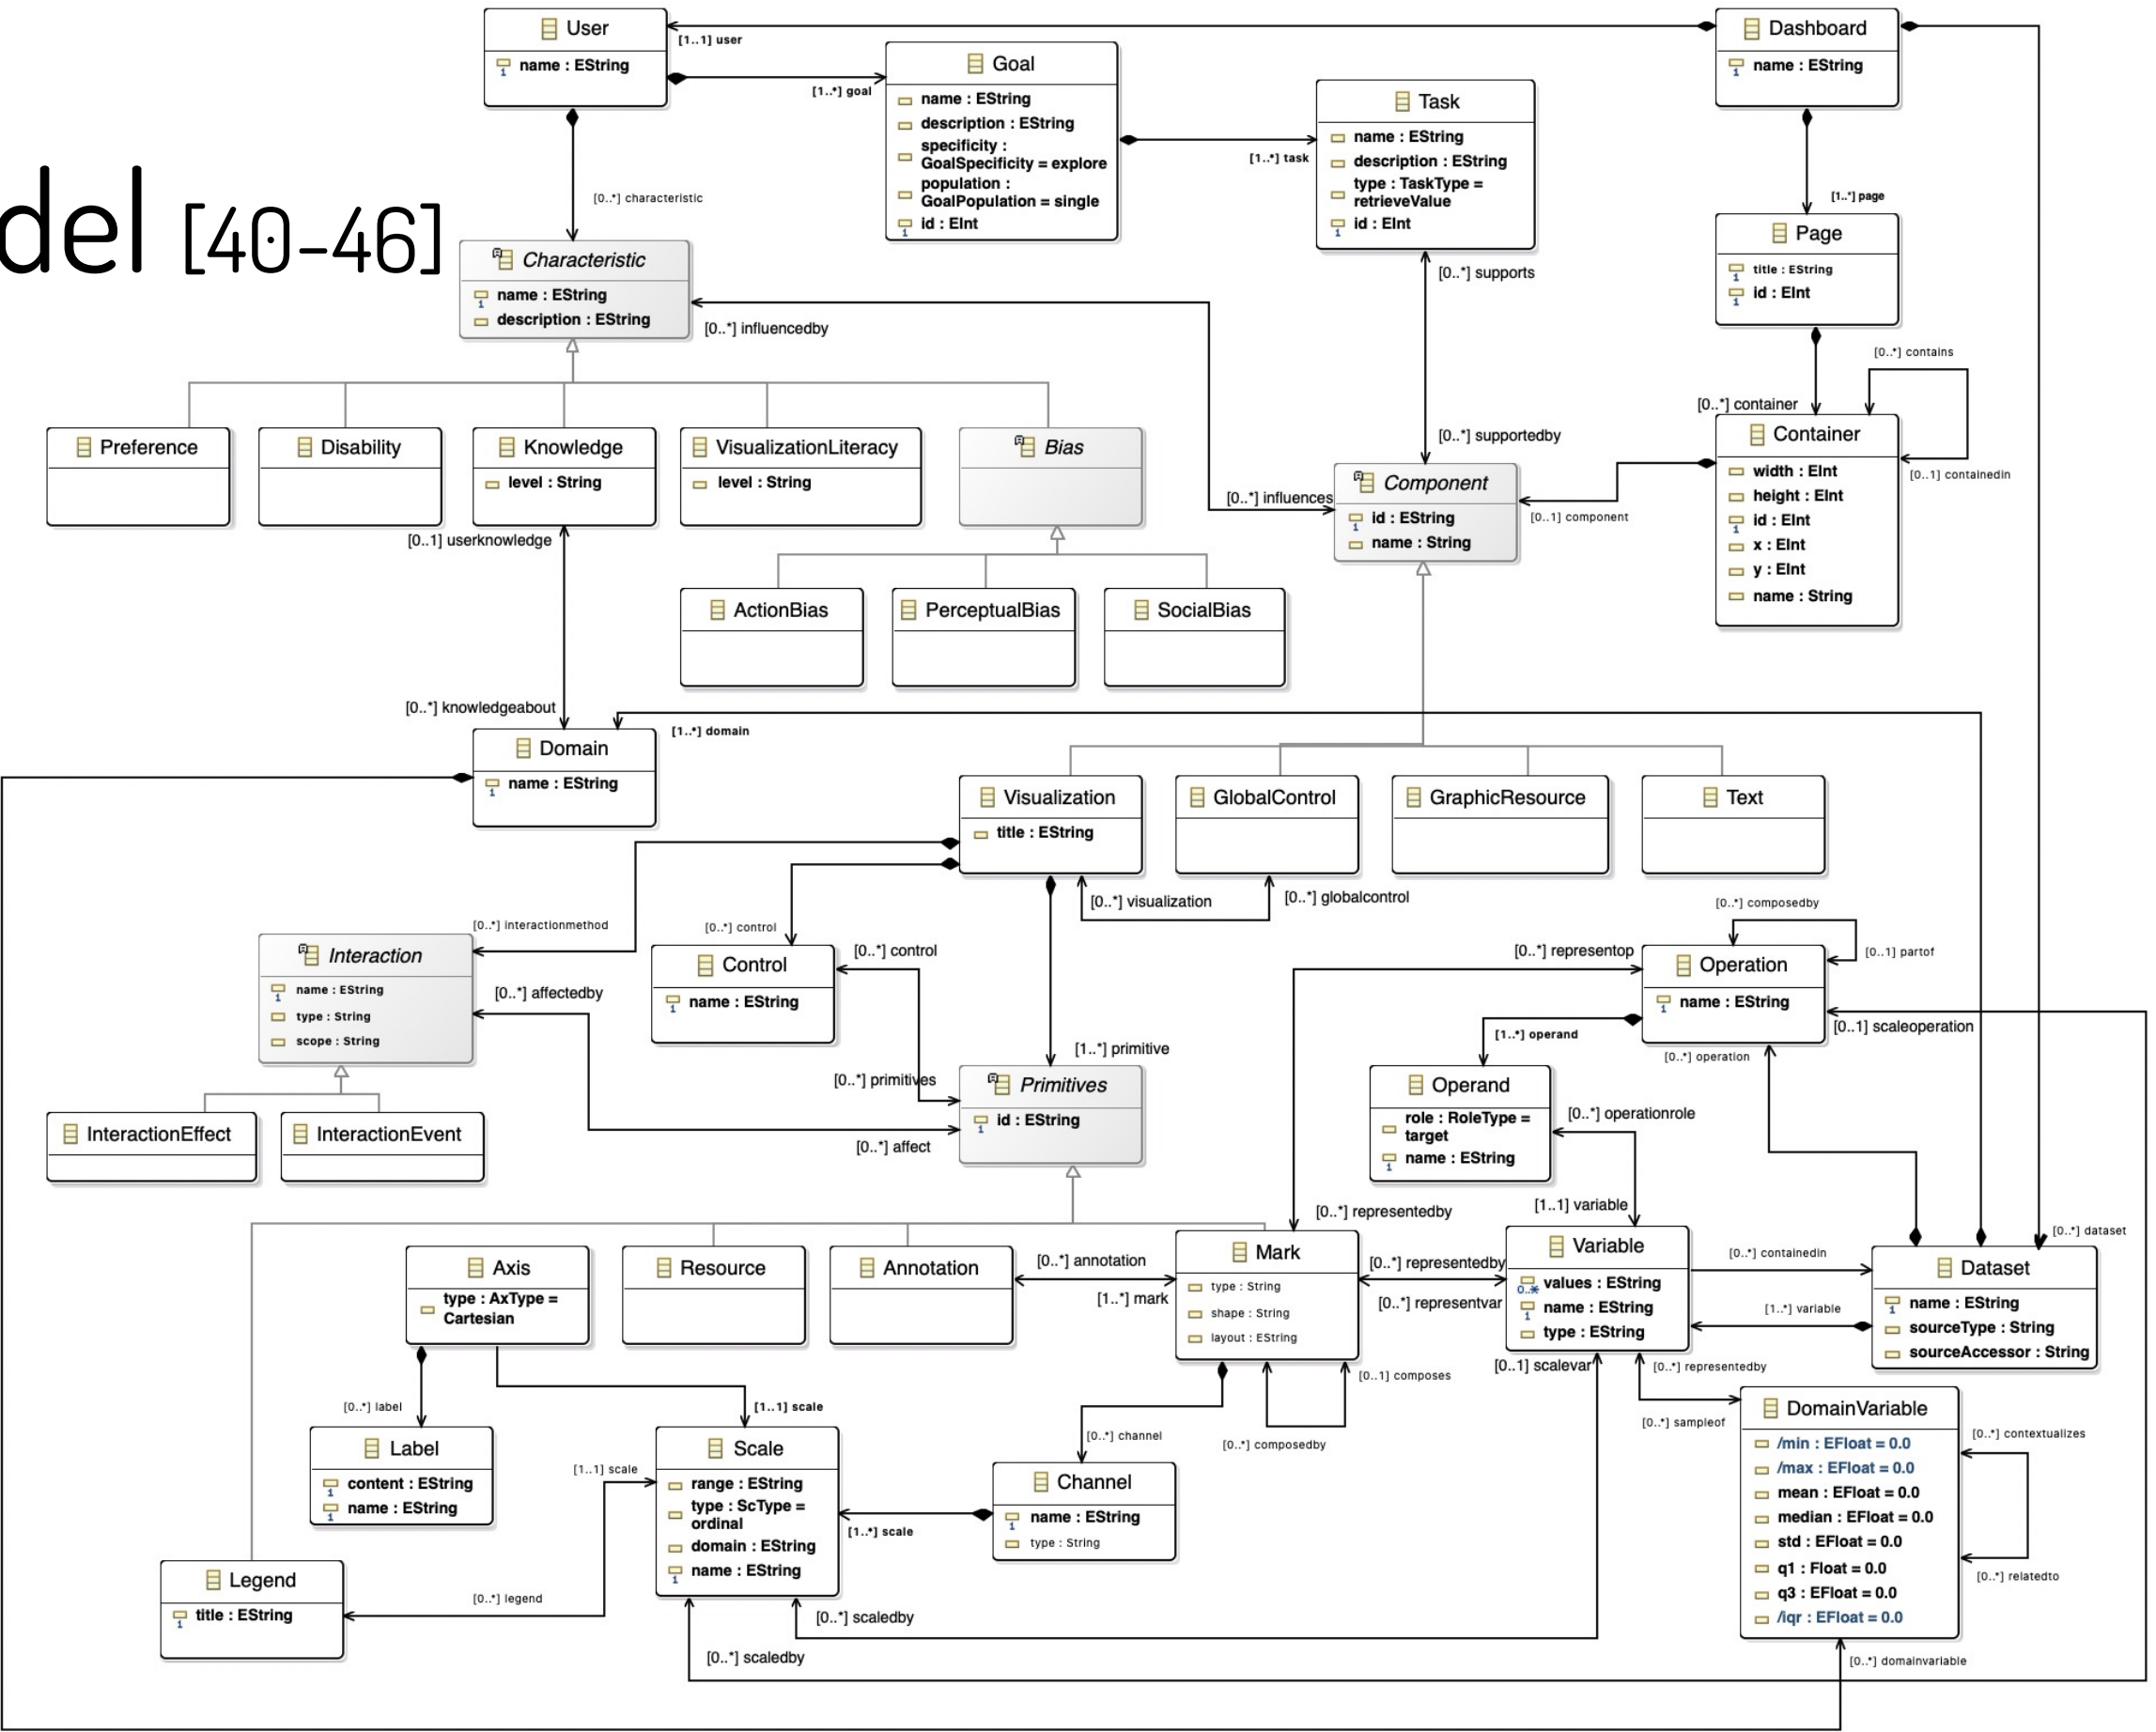 del [40-46]
User
name : EString
[1..1] user
[1..*] goal
[0..*] characteristic
Goal
name : EString
description : EString
specificity :
GoalSpecificity = explore
population :
GoalPopulation = single
id : EInt
[1..*] task
Task
name : EString
description : EString
type : TaskType =
retrieveValue
id : EInt
[0..*] supports
[0..*] supportedby
Dashboard
name : EString
[1..*] page
Page
title : EString
id : EInt
[0..*] contains
[0..*] container
[0..1] containedin
Container
width : EInt
height : EInt
id : EInt
x : EInt
y : EInt
name : String
[0..1] component
Characteristic
name : EString
description : EString
[0..*] influencedby
[0..*] influences
Preference
Disability
Knowledge
level : String
VisualizationLiteracy
level : String
Bias
Component
id : EString
name : String
[0..1] userknowledge
ActionBias
PerceptualBias
SocialBias
[0..*] knowledgeabout
[1..*] domain
Domain
name : EString
Visualization
title : EString
GlobalControl
GraphicResource
Text
[0..*] visualization
[0..*] globalcontrol
[0..*] interactionmethod
[0..*] control
[0..*] control
Interaction
name : EString
type : String
scope : String
[0..*] affectedby
Control
name : EString
[0..*] primitives
[1..*] primitive
[0..*] affect
Primitives
id : EString
InteractionEffect
InteractionEvent
[0..*] composedby
[0..1] partof
[0..*] representop
Operation
name : EString
[0..1] scaleoperation
[1..*] operand
[0..*] operation
Operand
role : RoleType =
target
name : EString
[0..*] operationrole
[1..1] variable
[0..*] representedby
Axis
type : AxType =
Cartesian
Resource
Annotation
[0..*] annotation
[1..*] mark
Mark
type : String
shape : String
layout : EString
[0..*] representedby
[0..*] representvar
Variable
values : EString
0..*
name : EString
type : EString
[0..*] containedin
[1..*] variable
[0..*] dataset
Dataset
name : EString
sourceType : String
sourceAccessor : String
[0..1] composes
[0..*] composedby
[0..*] channel
[0..1] scalevar
[0..*] representedby
[0..*] sampleof
[0..*] label
Label
content : EString
name : EString
[1..1] scale
[1..1] scale
Scale
range : EString
type : ScType =
ordinal
domain : EString
name : EString
[1..*] scale
Channel
name : EString
type : String
DomainVariable
/min : EFloat = 0.0
/max : EFloat = 0.0
mean : EFloat = 0.0
median : EFloat = 0.0
std : EFloat = 0.0
q1 : Float = 0.0
q3 : EFloat = 0.0
/iqr : EFloat = 0.0
[0..*] contextualizes
[0..*] relatedto
Legend
title : EString
[0..*] legend
[0..*] scaledby
[0..*] scaledby
[0..*] domainvariable